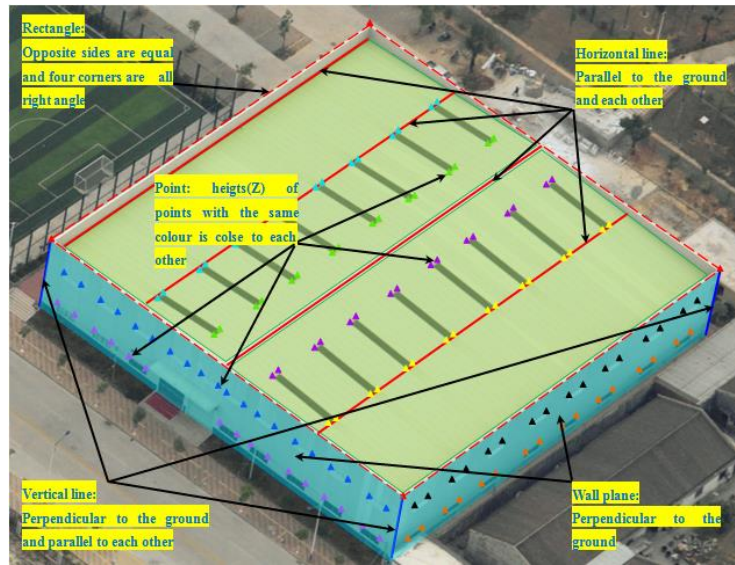 Rectangle:
Opposite sides are equal
and four corners are all
right angle
Horizontal line:
Parallel to the ground
and each other
Point: heigts(Z) of
points with the same
colour is colse to each
other
Vertical line:
Perpendicular to the ground
and parallel to each other
Wall plane:
Perpendicular to the
ground